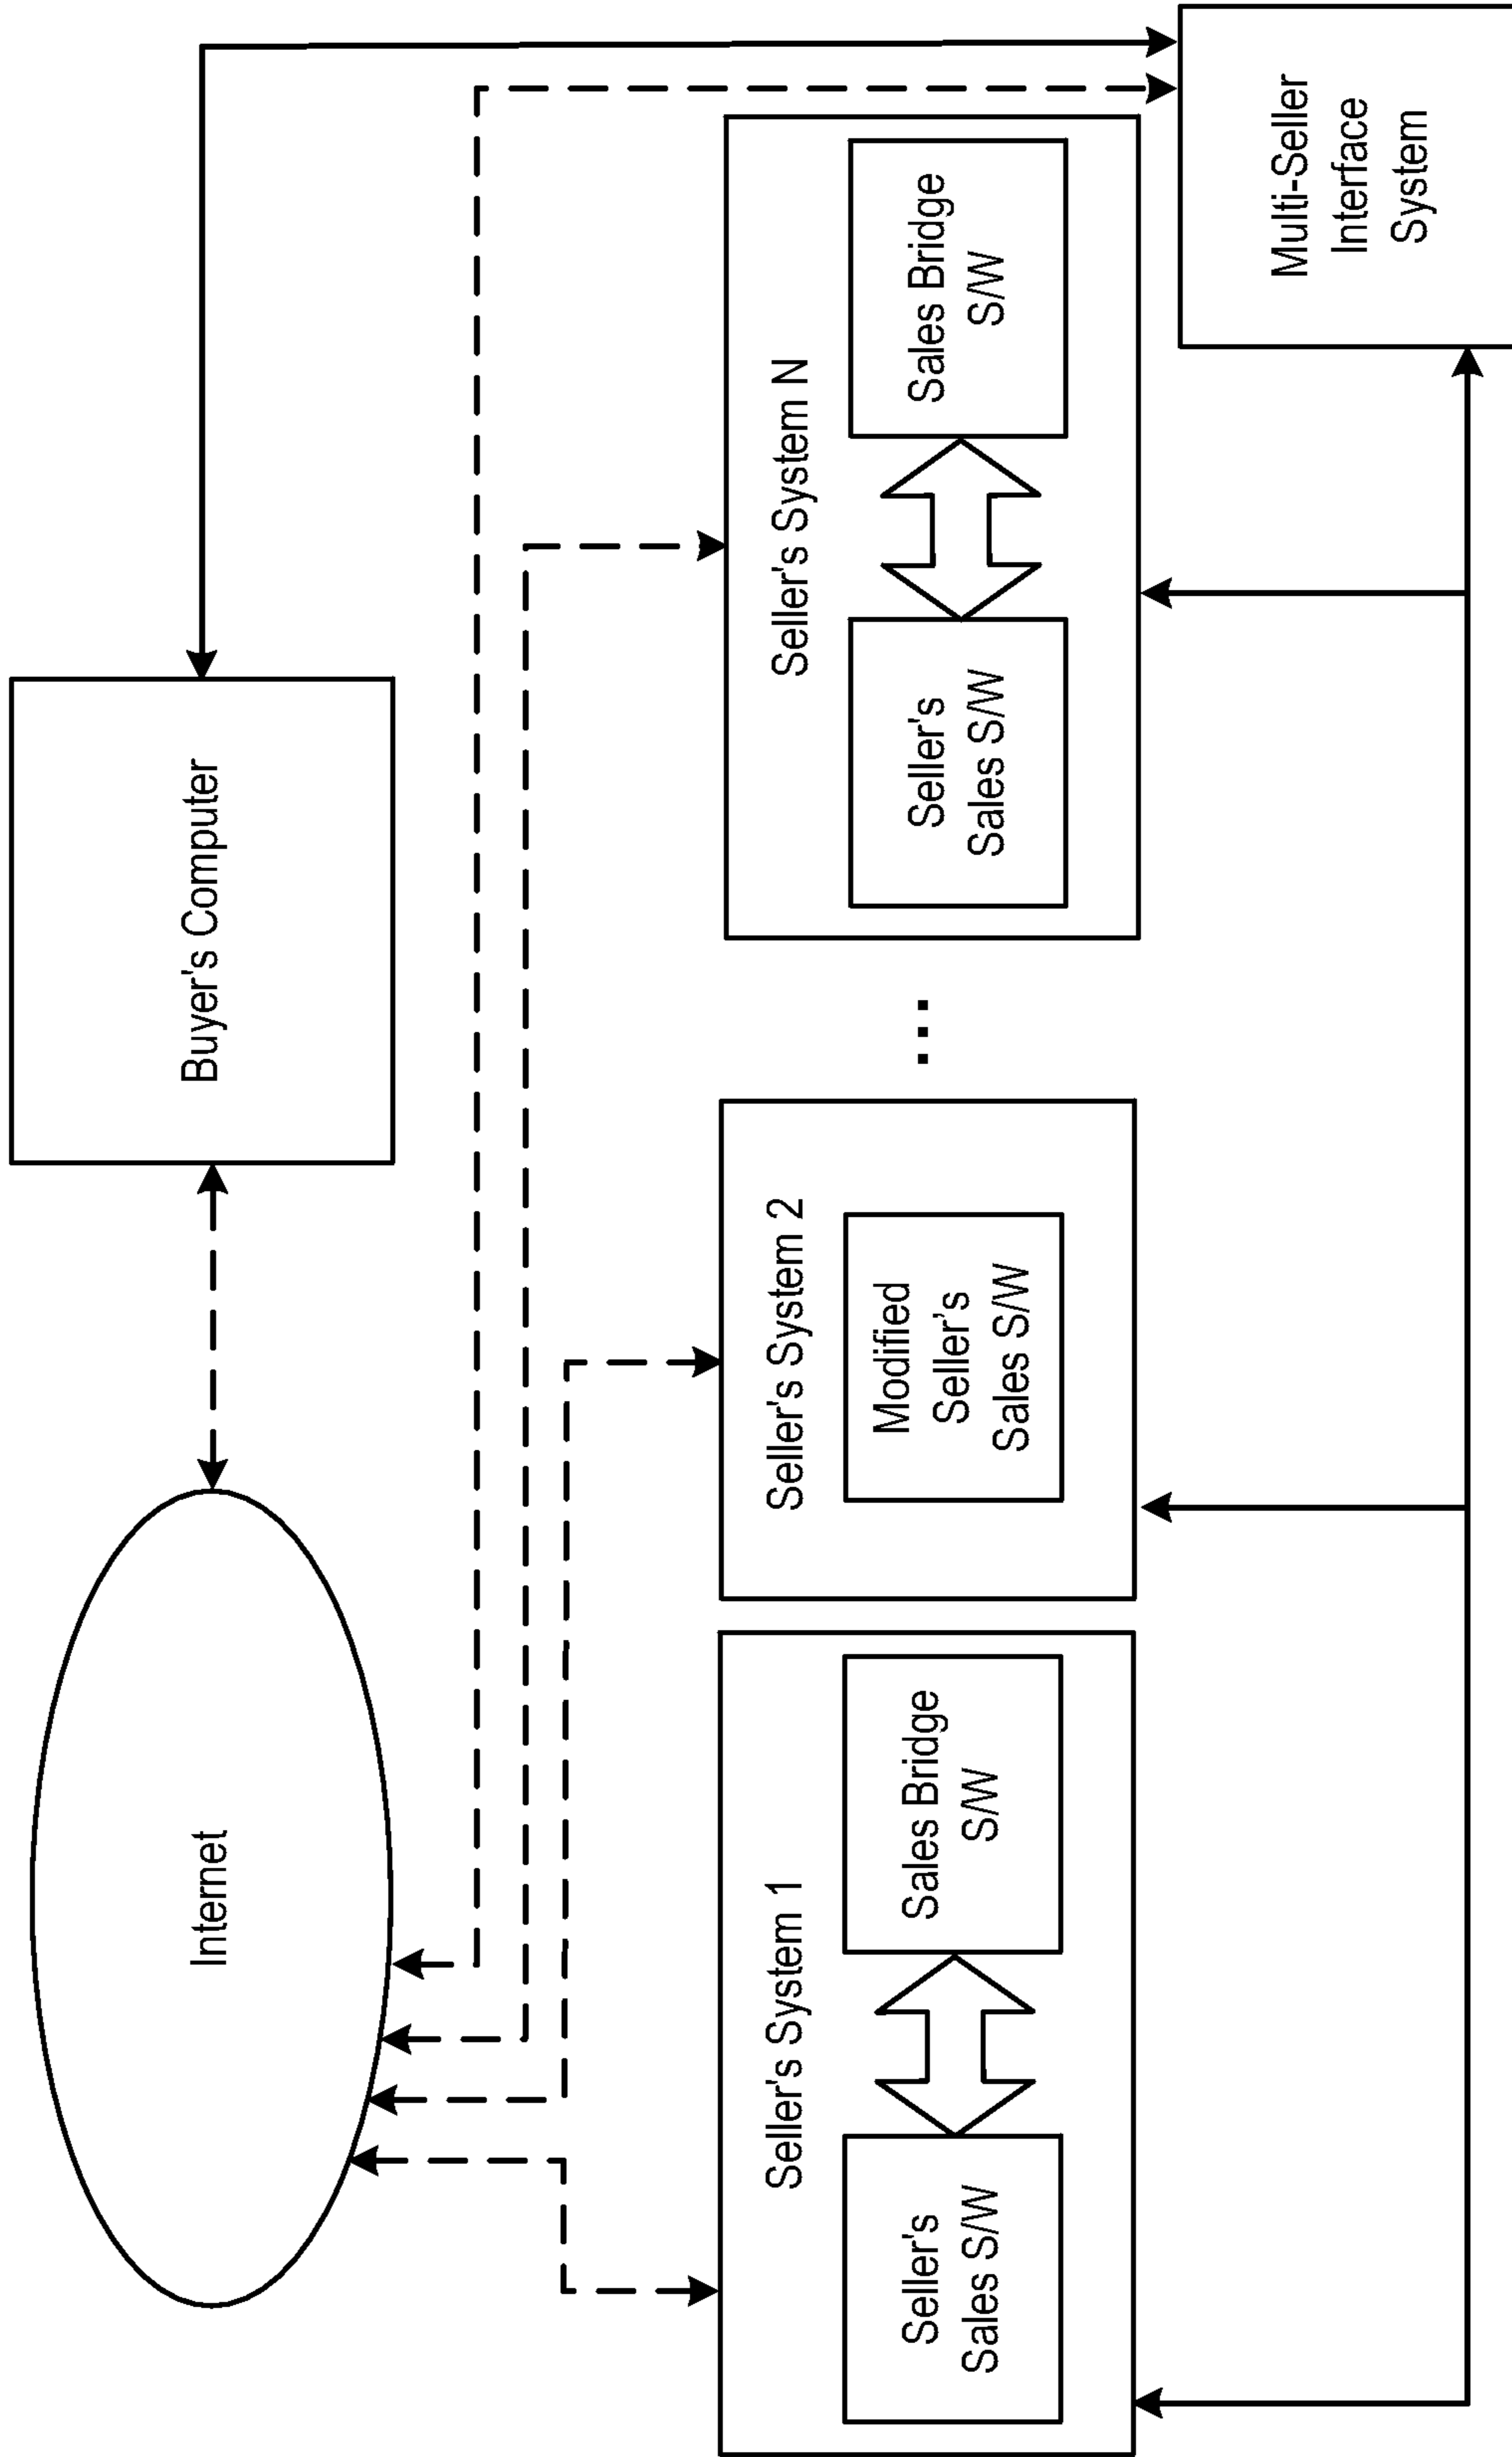 Internet
Buyer's Computer
Seller's System 1
Seller's
Sales S/W
Sales Bridge
S/W
Seller's System 2
Modified
Seller's
Sales S/W
...
Seller's System N
Seller's
Sales S/W
Sales Bridge
S/W
Multi-Seller
Interface
System